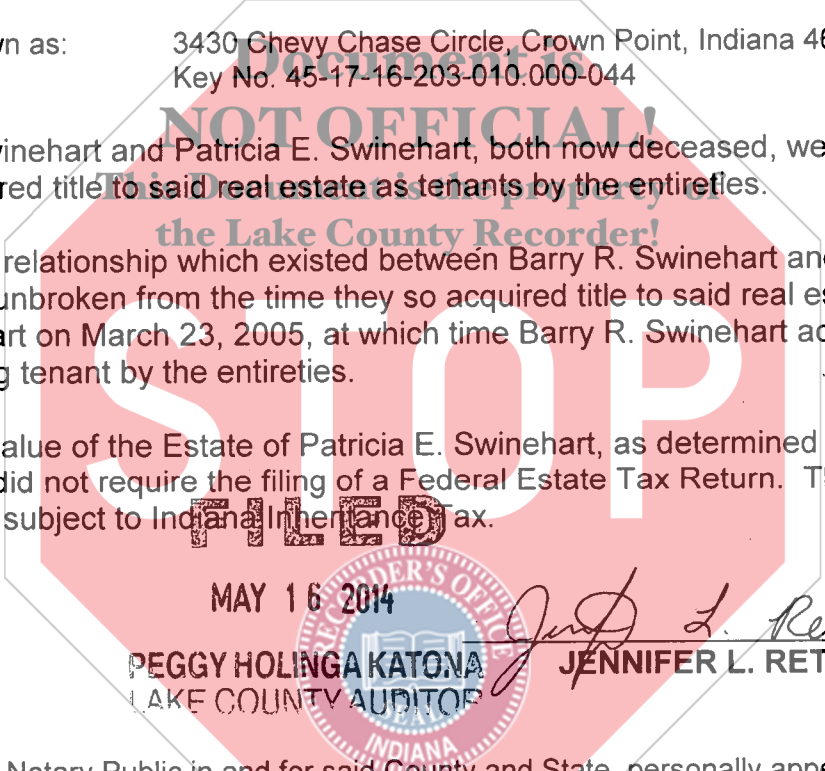 wn as: 3430 Chevy Chase Circle, Crown Point, Indiana 46
Document is
Key No. 45-17-16-203-010.000-044
NOT OFFICIAL!
winehart and Patricia E. Swinehart, both now deceased, we
red title to said real estate as tenants by the entireties.
This Document is the property of
the Lake County Recorder!
relationship which existed between Barry R. Swinehart an
unbroken from the time they so acquired title to said real es
art on March 23, 2005, at which time Barry R. Swinehart ac
g tenant by the entireties.
STOP
alue of the Estate of Patricia E. Swinehart, as determined
did not require the filing of a Federal Estate Tax Return. T
subject to Indiana Inheritance Tax.
FILED
MAY 16 2014
RECORDER'S OFFICE
SEAL
INDIANA
PEGGY HOLINGA KATONA
LAKE COUNTY AUDITOR
JENNIFER L. RET
Notary Public in and for said County and State, personally appe